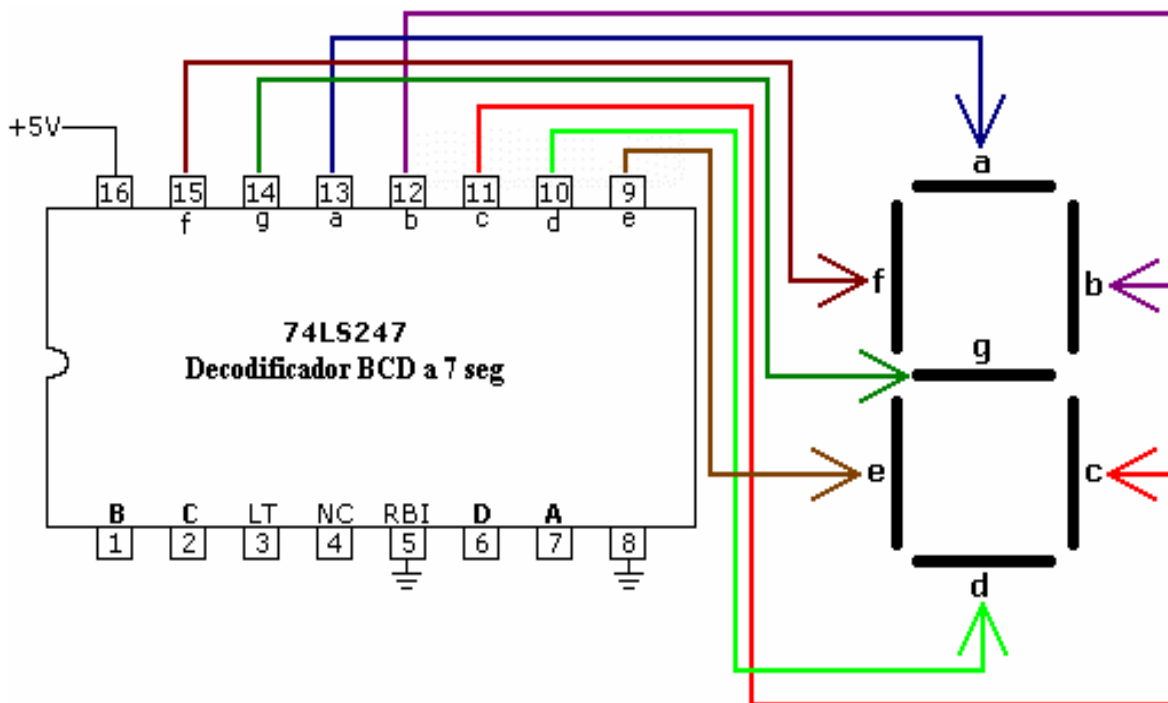 a
+5V
16 15 14 13 12 11 10 9
f g a b c d e
f b
74LS247
g
Decodificador BCD a 7 seg
e c
B C LT NC RBI D A
1 2 3 4 5 6 7 8
d